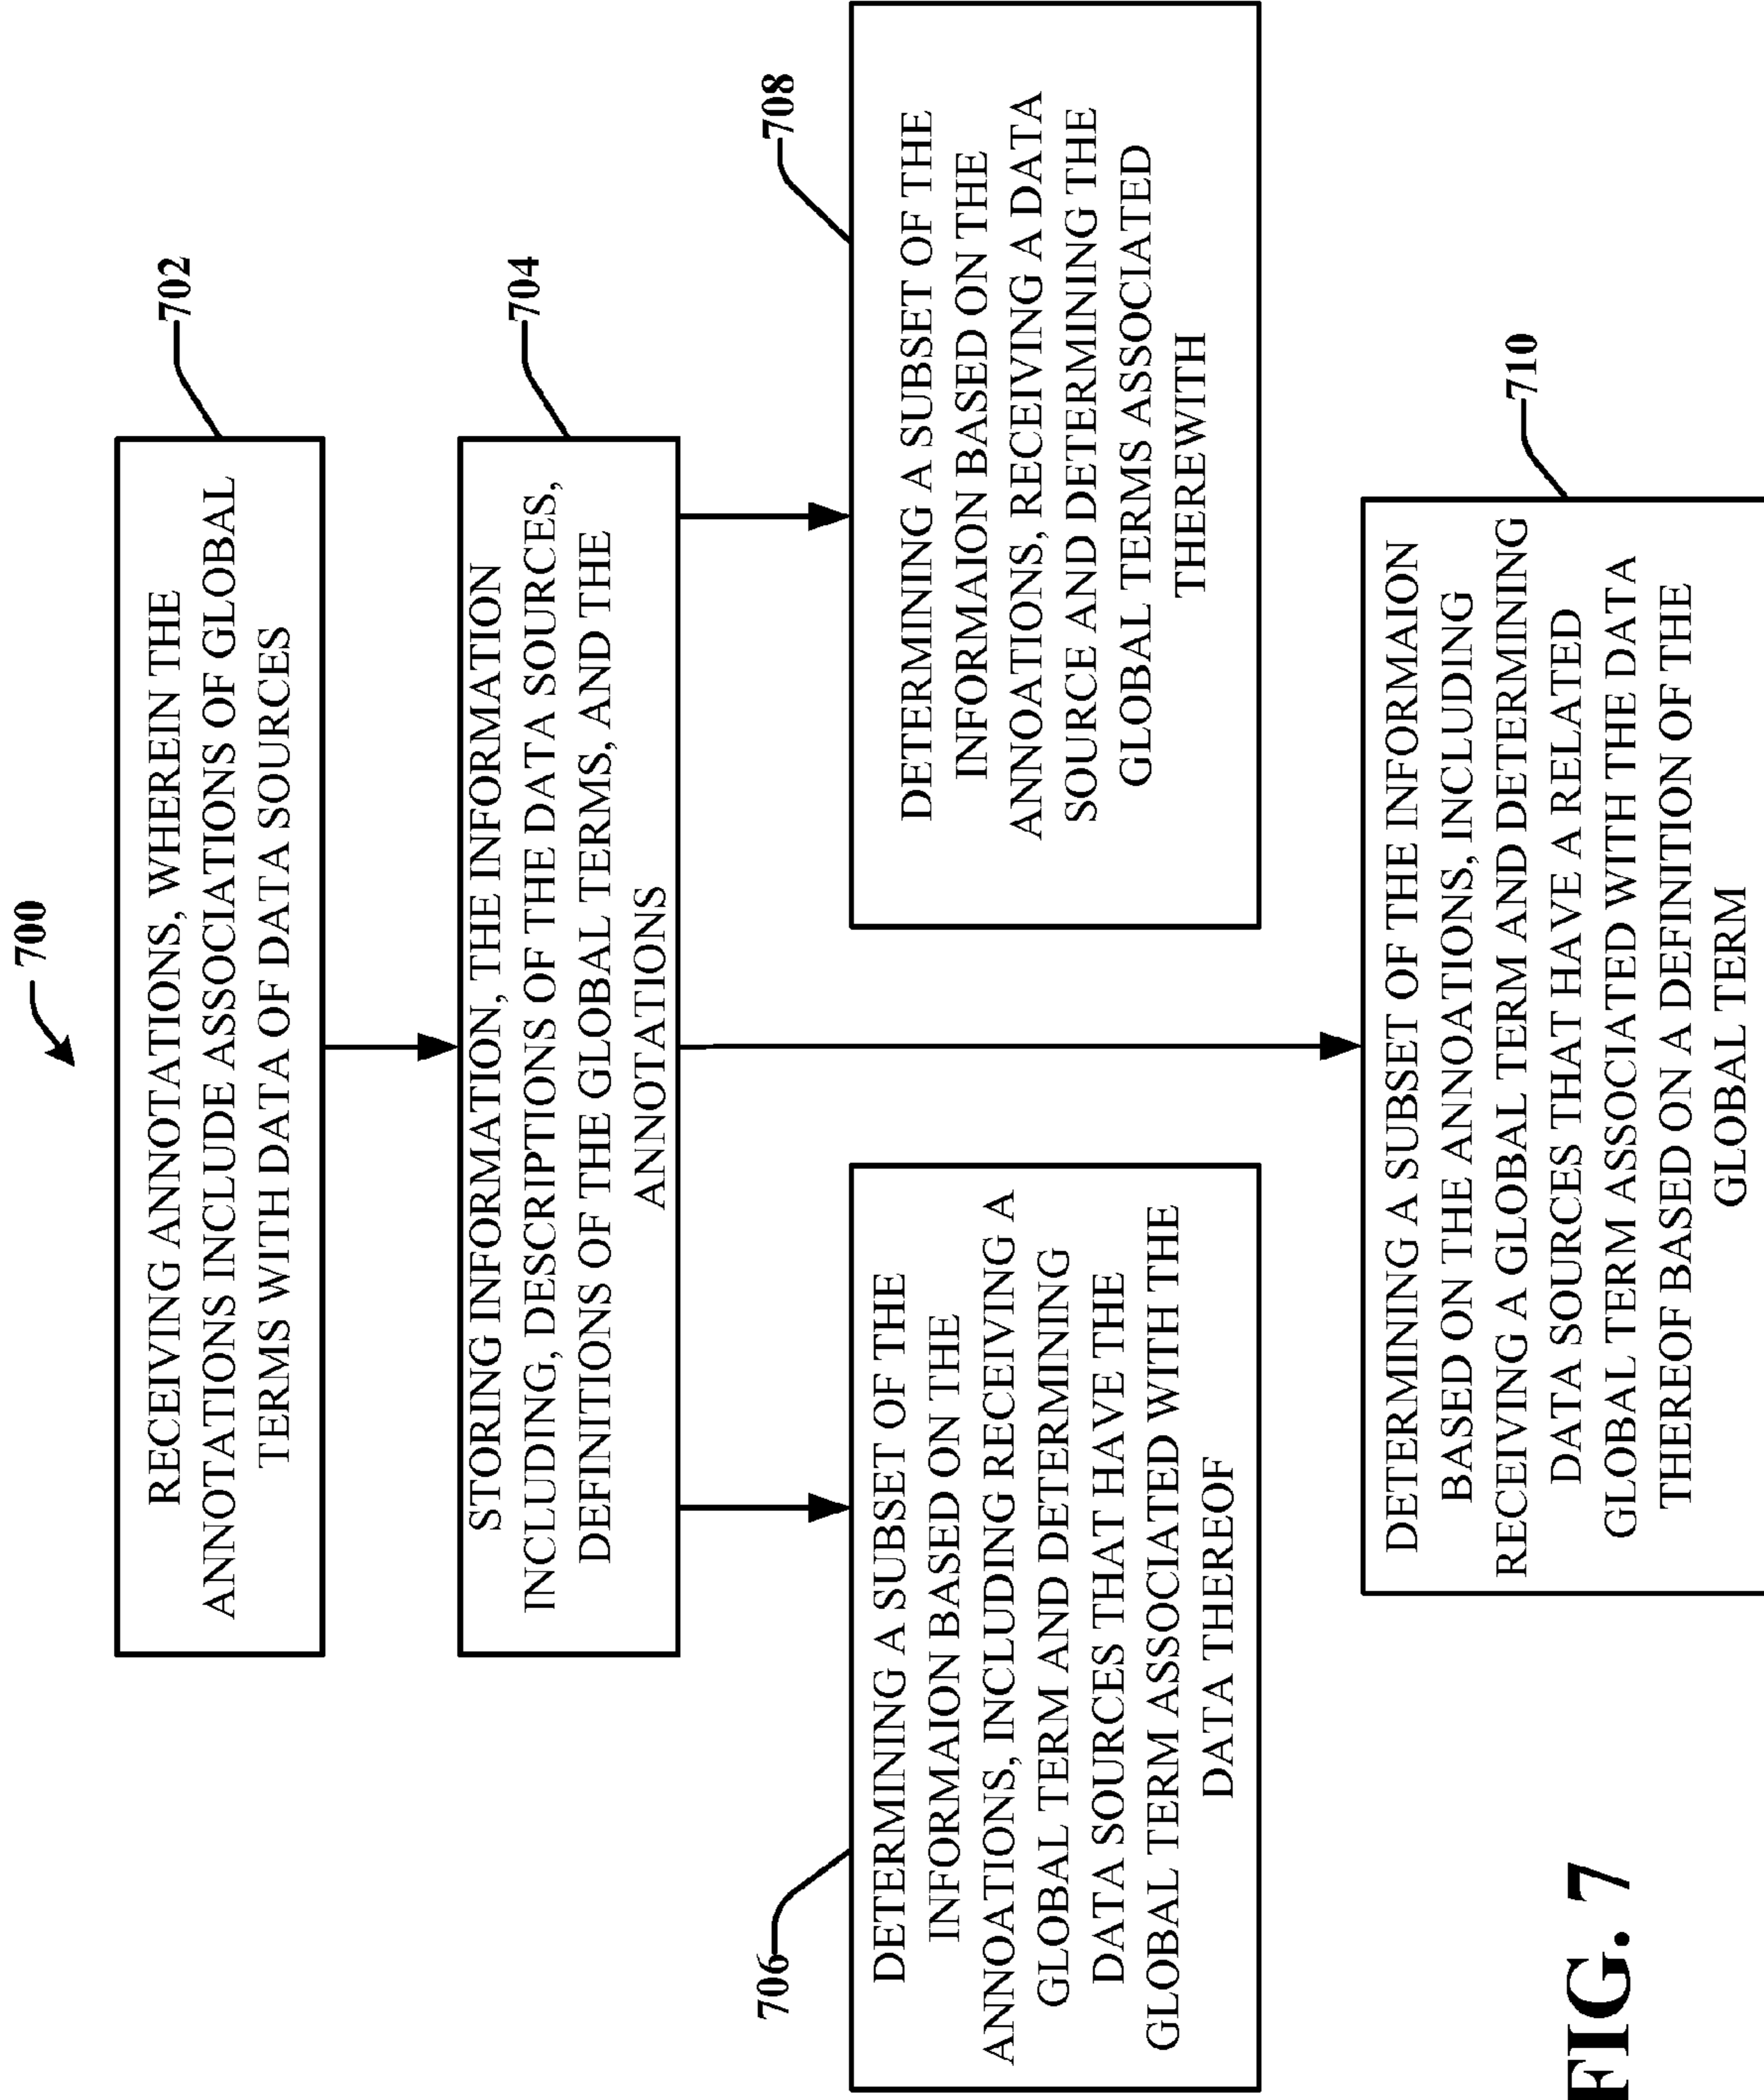 700
702
RECEIVING ANNOTATIONS, WHEREIN THE
ANNOTATIONS INCLUDE ASSOCIATIONS OF GLOBAL
TERMS WITH DATA OF DATA SOURCES
704
STORING INFORMATION, THE INFORMATION
INCLUDING, DESCRIPTIONS OF THE DATA SOURCES,
DEFINITIONS OF THE GLOBAL TERMS, AND THE
ANNOTATIONS
706
DETERMINING A SUBSET OF THE
INFORMAION BASED ON THE
ANNOATIONS, INCLUDING RECEIVING A
GLOBAL TERM AND DETERMINING
DATA SOURCES THAT HAVE THE
GLOBAL TERM ASSOCIATED WITH THE
DATA THEREOF
708
DETERMINING A SUBSET OF THE
INFORMAION BASED ON THE
ANNOATIONS, RECEIVING A DATA
SOURCE AND DETERMINING THE
GLOBAL TERMS ASSOCIATED
THEREWITH
710
DETERMINING A SUBSET OF THE INFORMAION
BASED ON THE ANNOATIONS, INCLUDING
RECEIVING A GLOBAL TERM AND DETERMINING
DATA SOURCES THAT HAVE A RELATED
GLOBAL TERM ASSOCIATED WITH THE DATA
THEREOF BASED ON A DEFINITION OF THE
GLOBAL TERM
FIG. 7